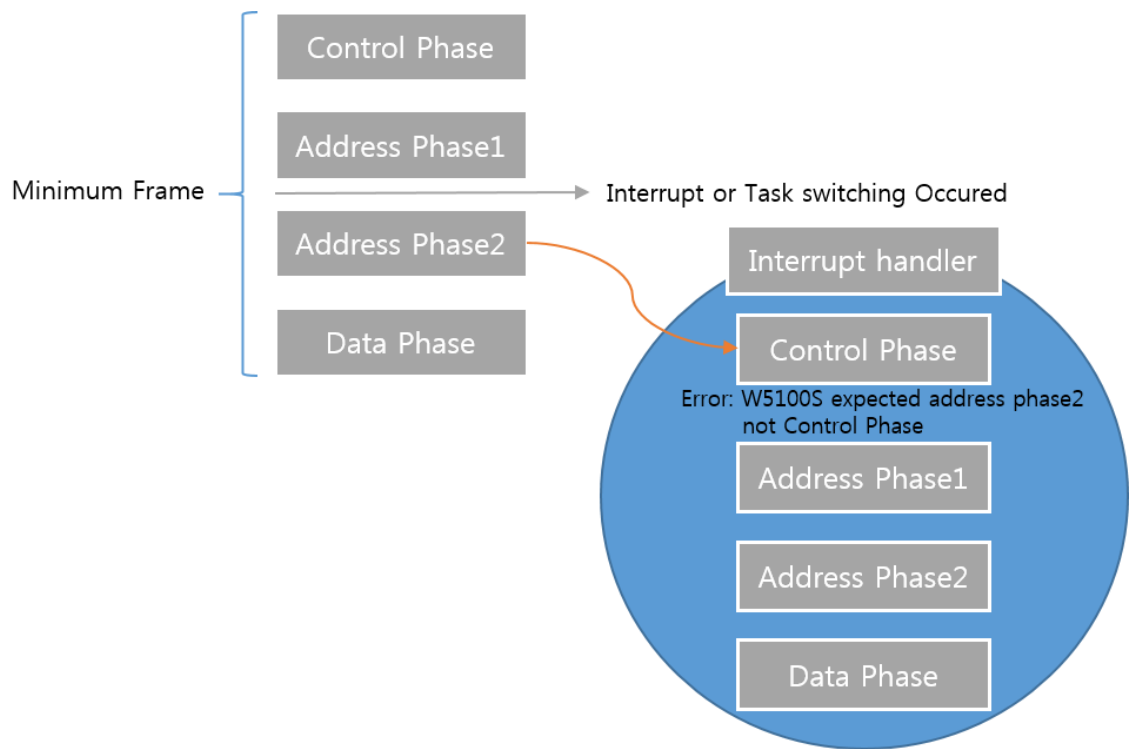 Control Phase
Address Phase1
Minimum Frame
Interrupt or Task switching Occured
Address Phase2
Data Phase
Interrupt handler
Control Phase
Error: W5100S expected address phase2
not Control Phase
Address Phase1
Address Phase2
Data Phase